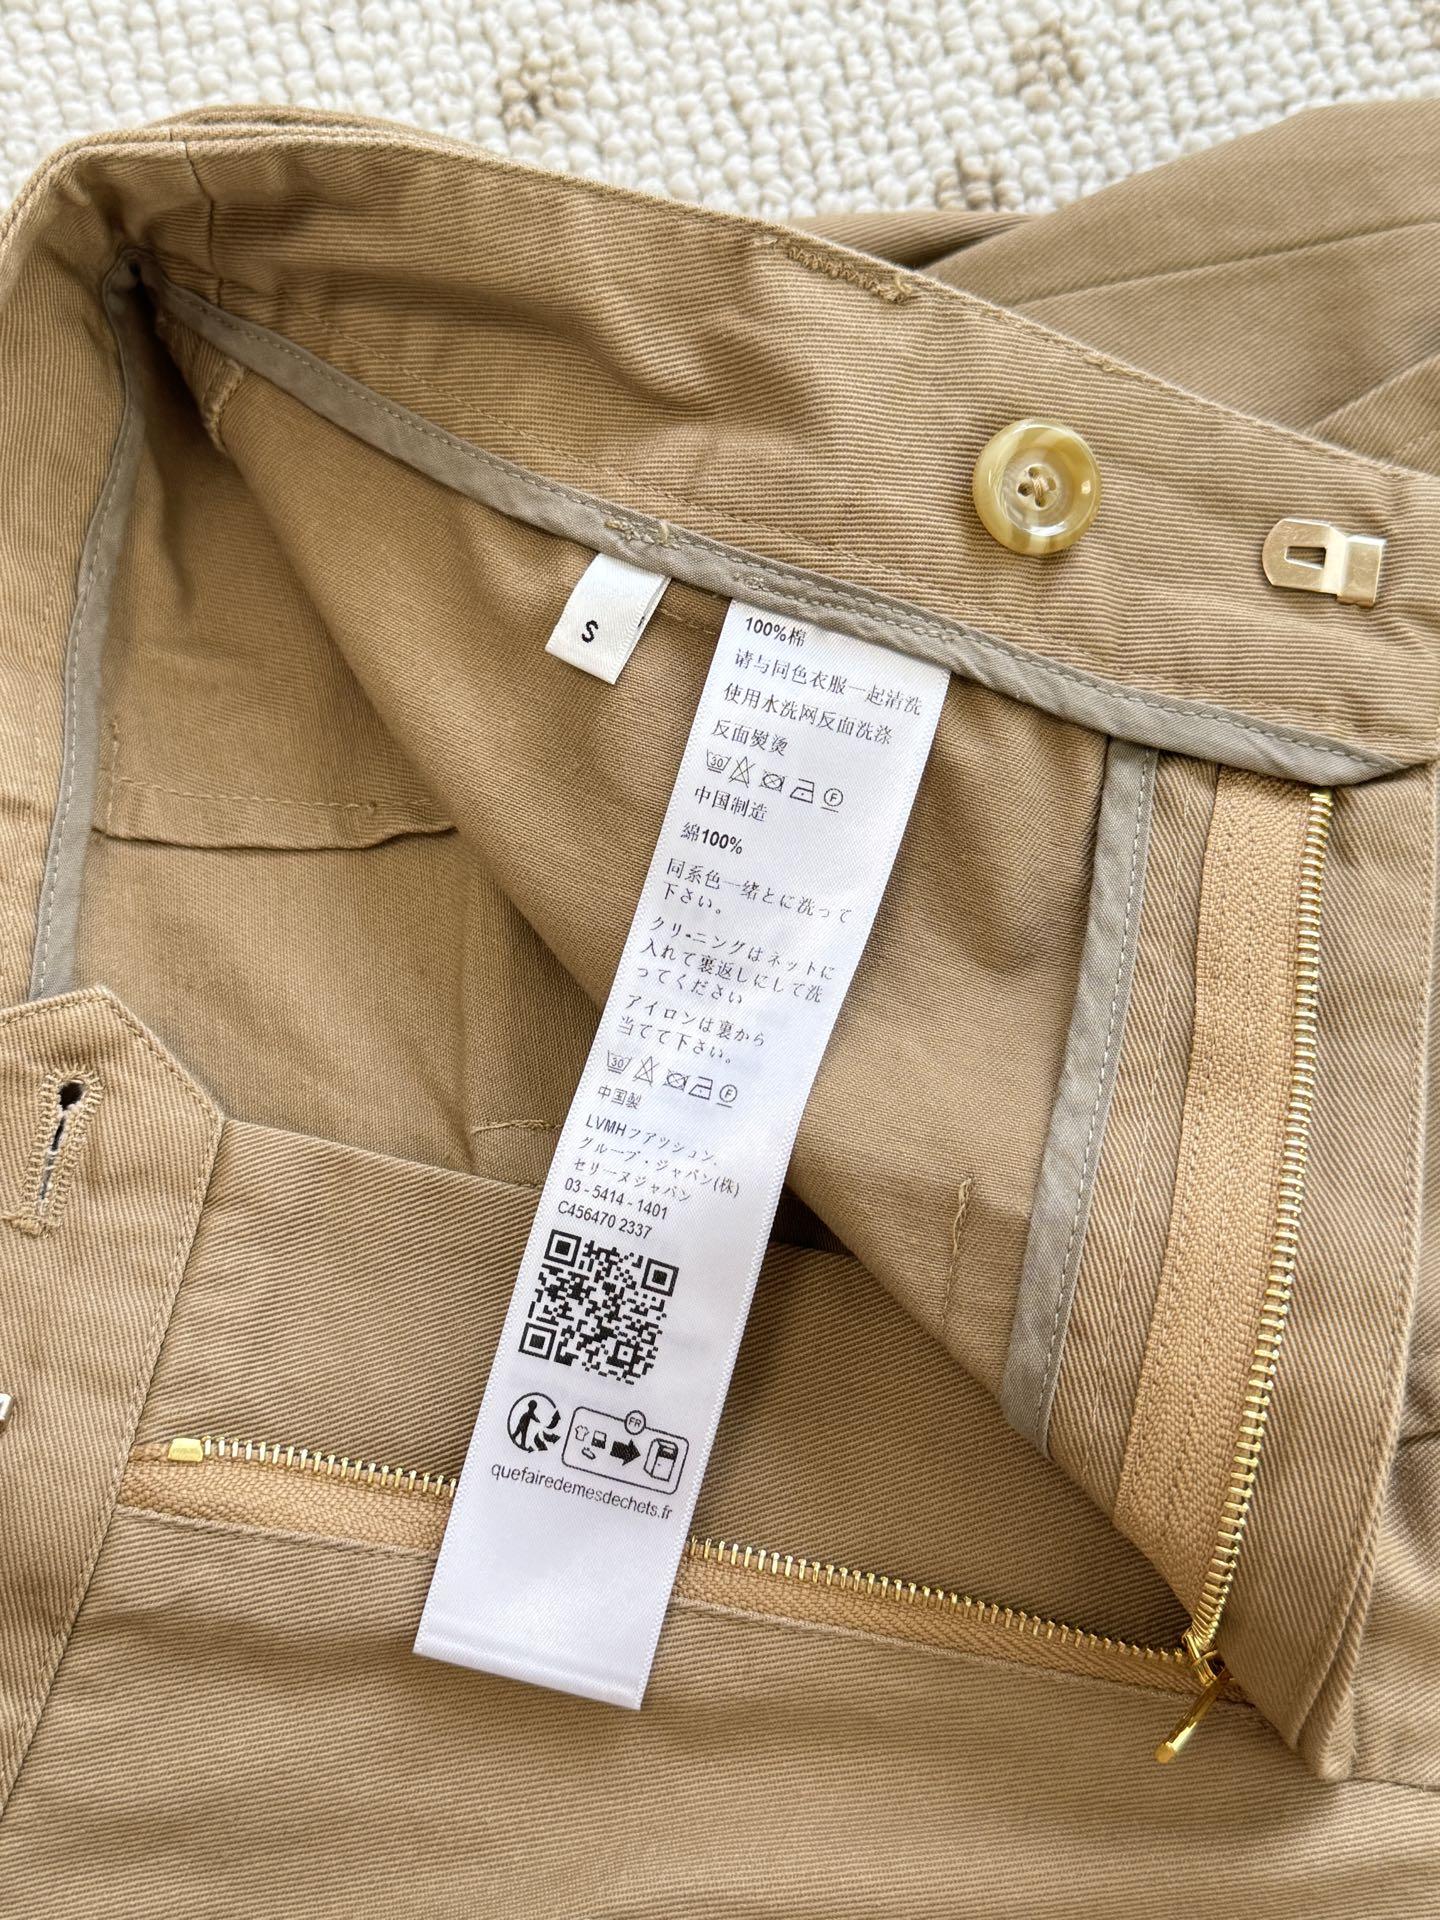 S
100%棉
请与同色衣服一起洁洗
使用水洗网反面洗涤
反面熨烫
30
F
中国制造
綿100%
同系色一绪とに洗って
下さい。
クリ•ニングはネットに
入れて裏返しにして洗
ってください
アイロンは裏から
当てて下さい。
30
F
中国製
LVMHファツション.
グループ・ジャパン(株)
セリーヌジャパン
03-5414-1401
C456470 2337
FR
quefairedemesdechets.fr